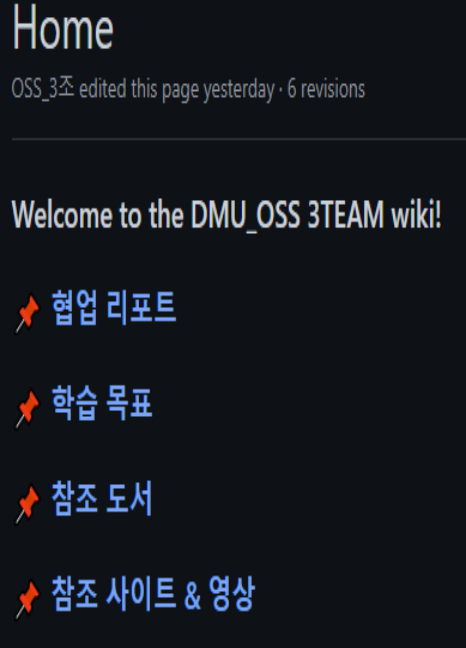 Home
OSS_3조 edited this page yesterday · 6 revisions
Welcome to the DMU_OSS 3TEAM wiki!
📌 협업 리포트
📌 학습 목표
📌 참조 도서
📌 참조 사이트 & 영상